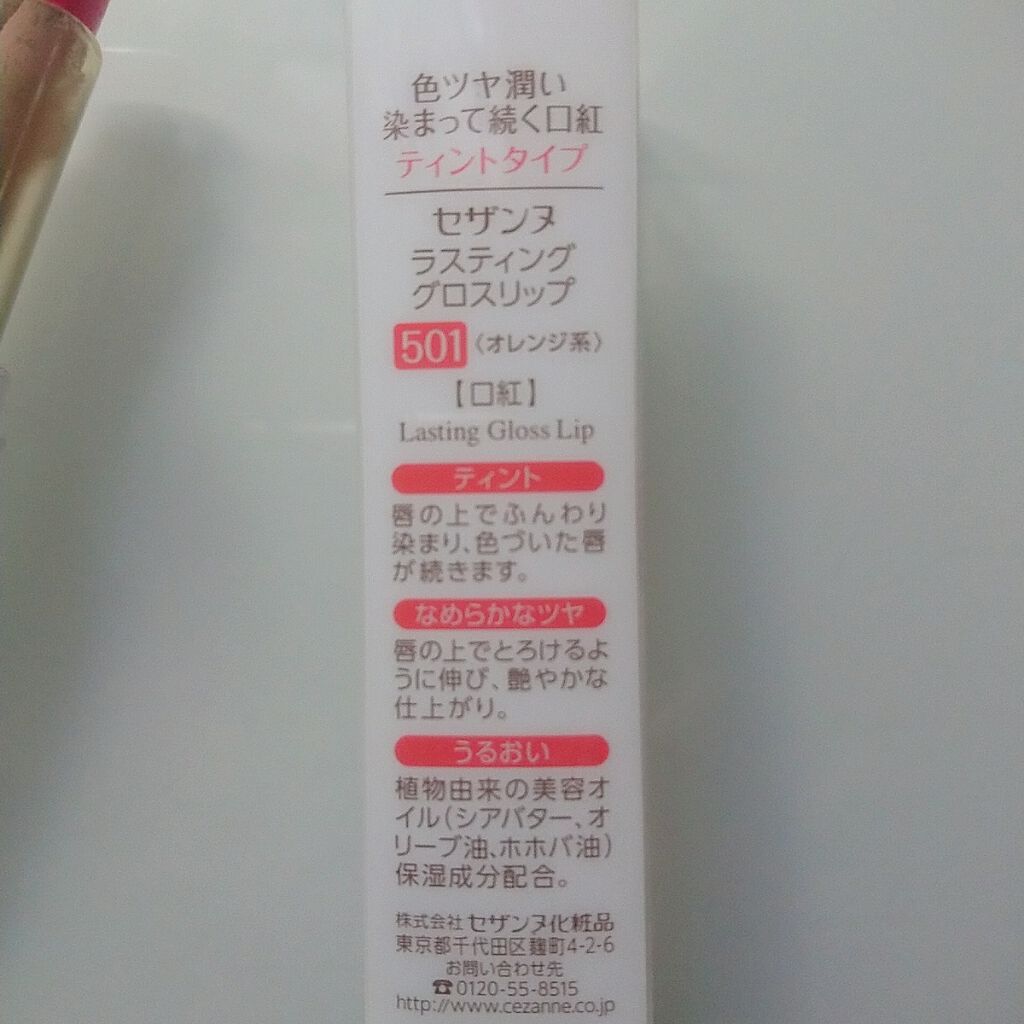 色ツヤ潤い
染まって続く口紅
ティントタイプ
セザンヌ
ラスティング
グロスリップ
501 〈オレンジ系〉
【口紅】
Lasting Gloss Lip
ティント
唇の上でふんわり
染まり、色づいた唇
が続きます。
なめらかなツヤ
唇の上でとろけるよ
うに伸び、艶やかな
仕上がり。
うるおい
植物由来の美容オ
イル(シアバター、オ
リーブ油、ホホバ油)
保湿成分配合。
株式会社 セザンヌ化粧品
東京都千代田区麹町4-2-6
お問い合わせ先
☎0120-55-8515
http://www.cezanne.co.jp